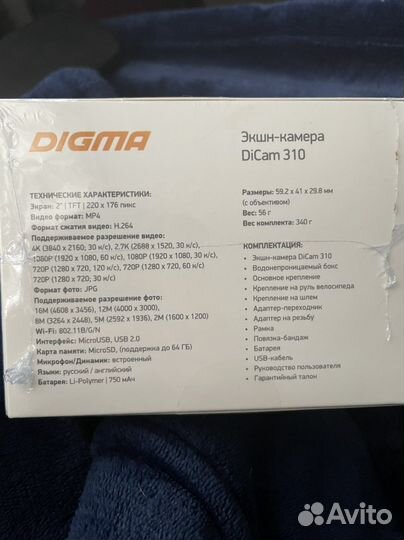 DIGMA
Экшн-камера
DiCam 310
ТЕХНИЧЕСКИЕ ХАРАКТЕРИСТИКИ:
Экран: 2" | TFT | 220 x 176 пикс
Видео формат: MP4
Формат сжатия видео: H.264
Поддерживаемое разрешение видео:
4K (3840 x 2160; 30 к/с), 2.7K (2688 x 1520, 30 к/с),
1080P (1920 x 1080, 60 к/с), 1080P (1920 x 1080, 30 к/с),
720P (1280 x 720, 120 к/с), 720P (1280 x 720, 60 к/с)
720P (1280 x 720; 30 к/с)
Формат фото: JPG
Поддерживаемое разрешение фото:
16M (4608 x 3456), 12M (4000 x 3000),
8M (3264 x 2448), 5M (2592 x 1936), 2M (1600 x 1200)
Wi-Fi: 802.11B/G/N
Интерфейс: MicroUSB, USB 2.0
Карта памяти: MicroSD, (поддержка до 64 ГБ)
Микрофон/Динамик: встроенный
Языки: русский / английский
Батарея: Li-Polymer | 750 мАч
Размеры: 59.2 x 41 x 29.8 мм
(с объективом)
Вес: 56 г
Вес комплекта: 340 г
КОМПЛЕКТАЦИЯ:
• Экшн-камера DiCam 310
• Водонепроницаемый бокс
• Основное крепление
• Крепление на руль велосипеда
• Крепление на шлем
• Адаптер-переходник
• Адаптер на резьбу
• Рамка
• Повязка-бандаж
• Батарея
• USB-кабель
• Руководство пользователя
• Гарантийный талон
Avito